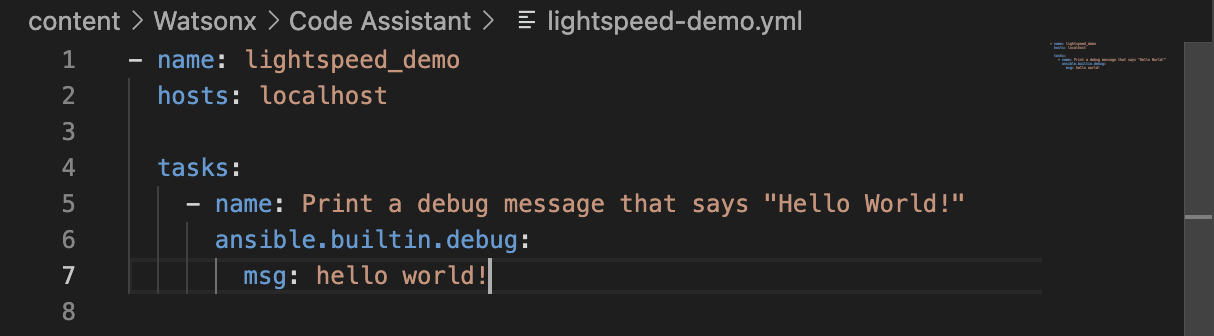 content > Watsonx > Code Assistant > lightspeed-demo.yml
1 - name: lightspeed_demo
2 hosts: localhost
3
4 tasks:
5 - name: Print a debug message that says "Hello World!"
6 ansible.builtin.debug:
7 msg: hello world!
8